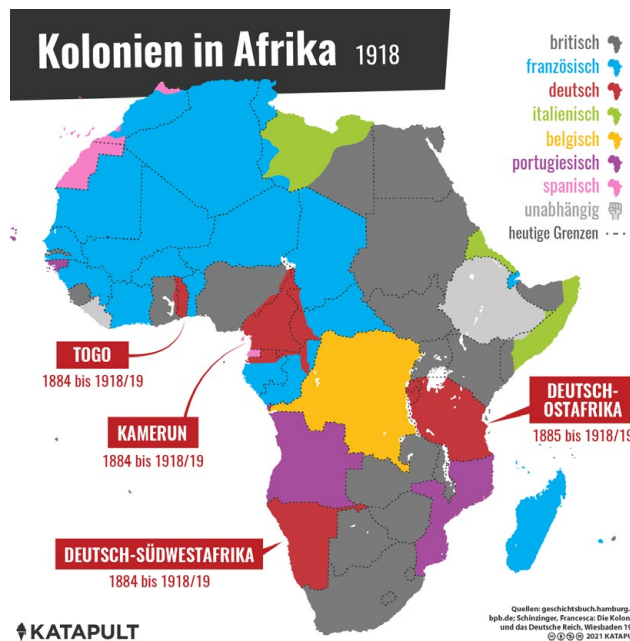 Kolonien in Afrika 1918
britisch
französisch
deutsch
italienisch
belgisch
portugiesisch
spanisch
unabhängig
heutige Grenzen
TOGO
1884 bis 1918/19
KAMERUN
1884 bis 1918/19
DEUTSCH-
OSTAFRIKA
1885 bis 1918/19
DEUTSCH-SÜDWESTAFRIKA
1884 bis 1918/19
Quellen: geschichtsbuch.hamburg.
bpb.de; Schinzinger, Francesca: Die Kolon
und das Deutsche Reich, Wiesbaden 19
2021 KATAPU
KATAPULT